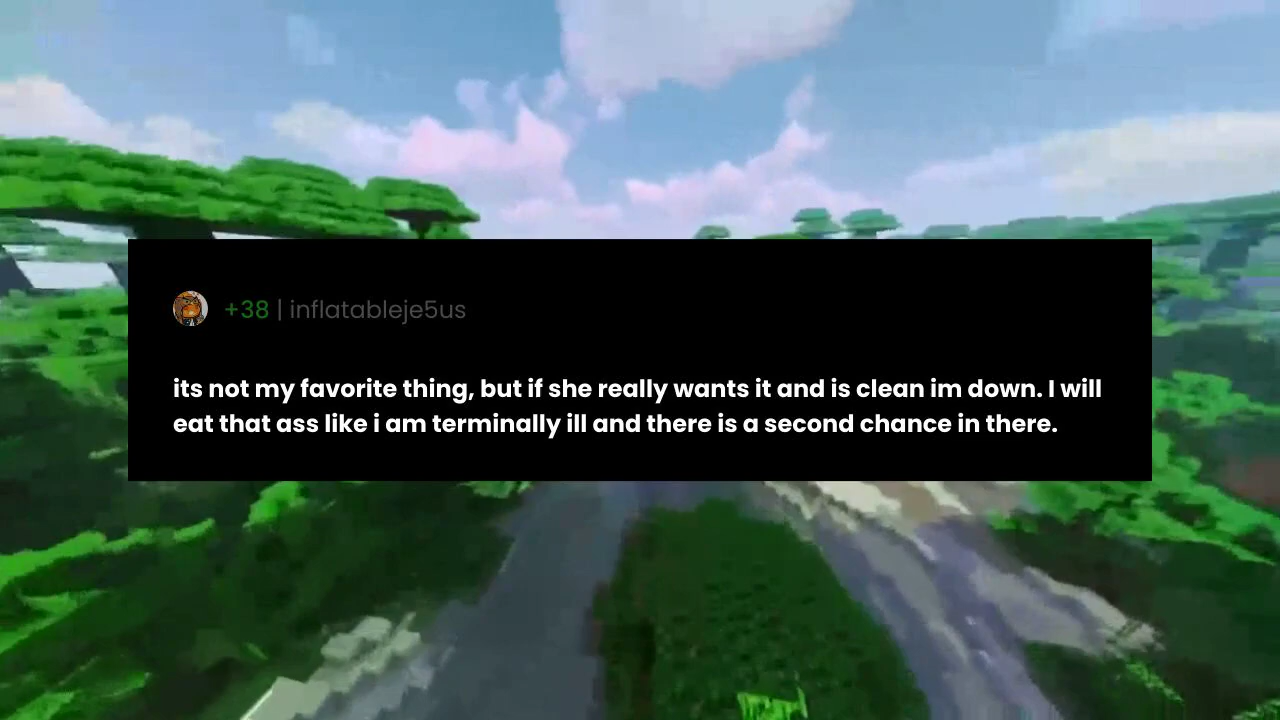 +38 | inflatableje5us
its not my favorite thing, but if she really wants it and is clean im down. I will
eat that ass like i am terminally ill and there is a second chance in there.